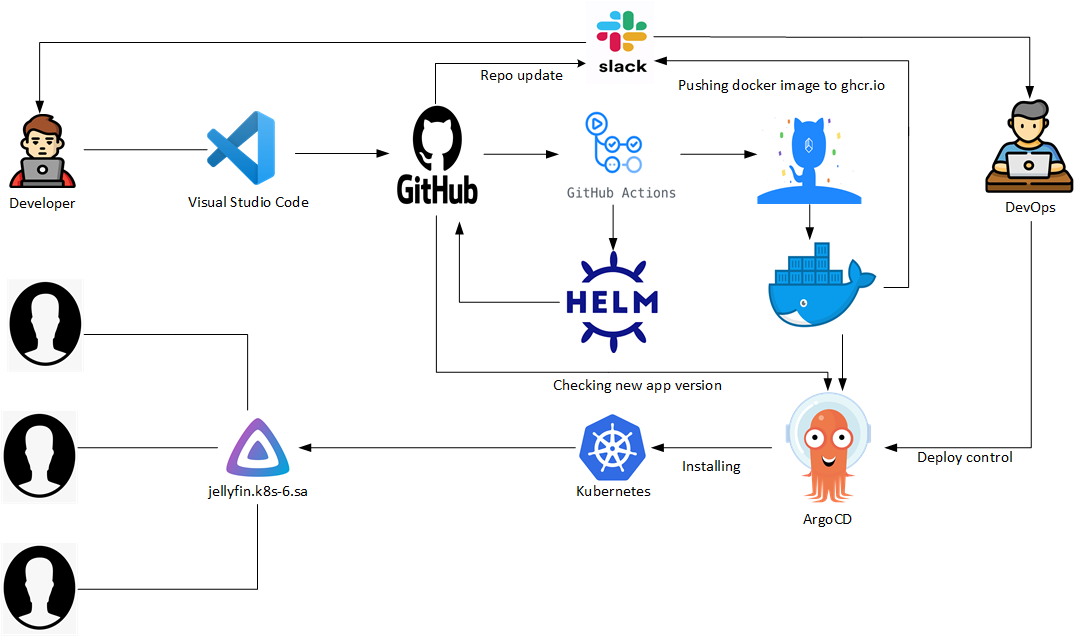 slack
Repo update
Pushing docker image to ghcr.io
GitHub
GitHub Actions
Developer
Visual Studio Code
DevOps
HELM
Checking new app version
Deploy control
Installing
jellyfin.k8s-6.sa
Kubernetes
ArgoCD